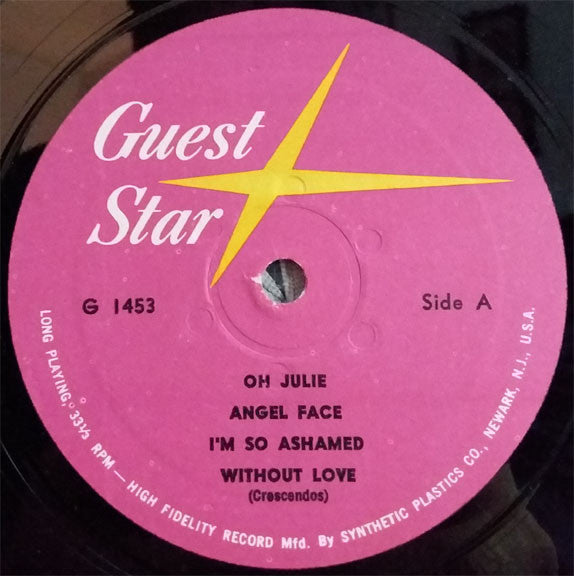 Guest
Star
G 1453
Side A
OH JULIE
ANGEL FACE
I'M SO ASHAMED
WITHOUT LOVE
(Crescendos)
LONG PLAYING, 33⅓ RPM — HIGH FIDELITY RECORD Mfd. By SYNTHETIC PLASTICS CO., NEWARK, N.J., U.S.A.